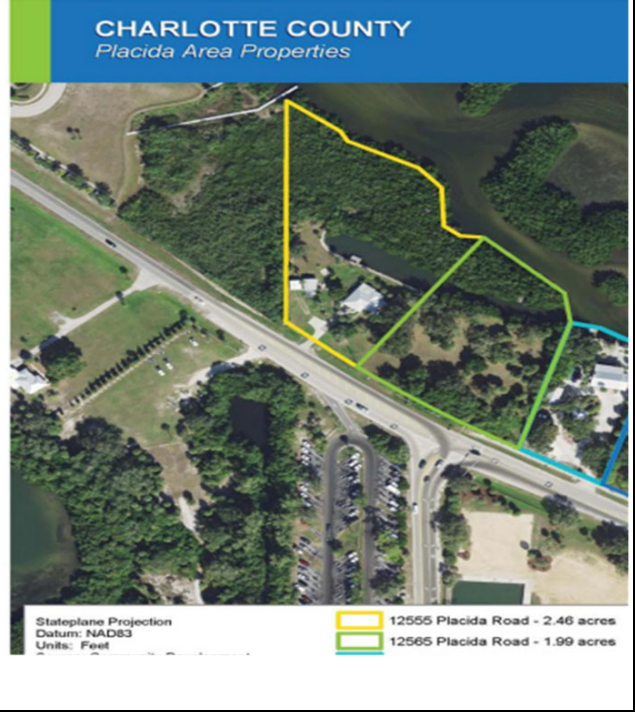 CHARLOTTE COUNTY
Placida Area Properties
Stateplane Projection
Datum: NAD83
Units: Feet
12555 Placida Road - 2.46 acres
12565 Placida Road - 1.99 acres